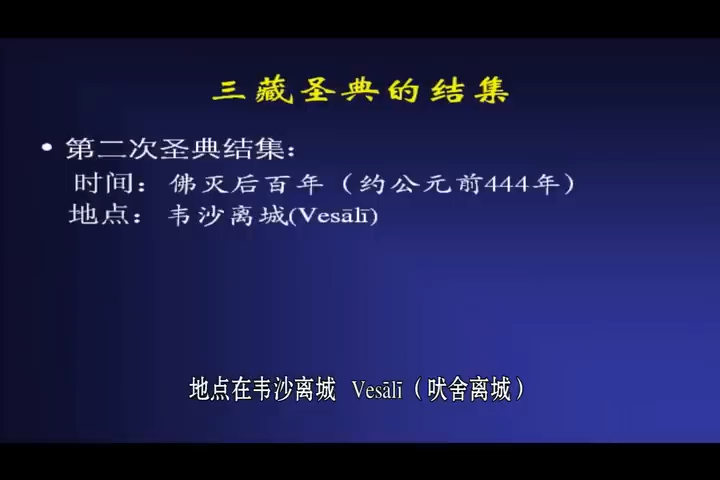 三藏圣典的结集
• 第二次圣典结集：
时间：佛灭后百年（约公元前444年）
地点：韦沙离城(Vesālī)
地点在韦沙离城 Vesālī（吠舍离城）